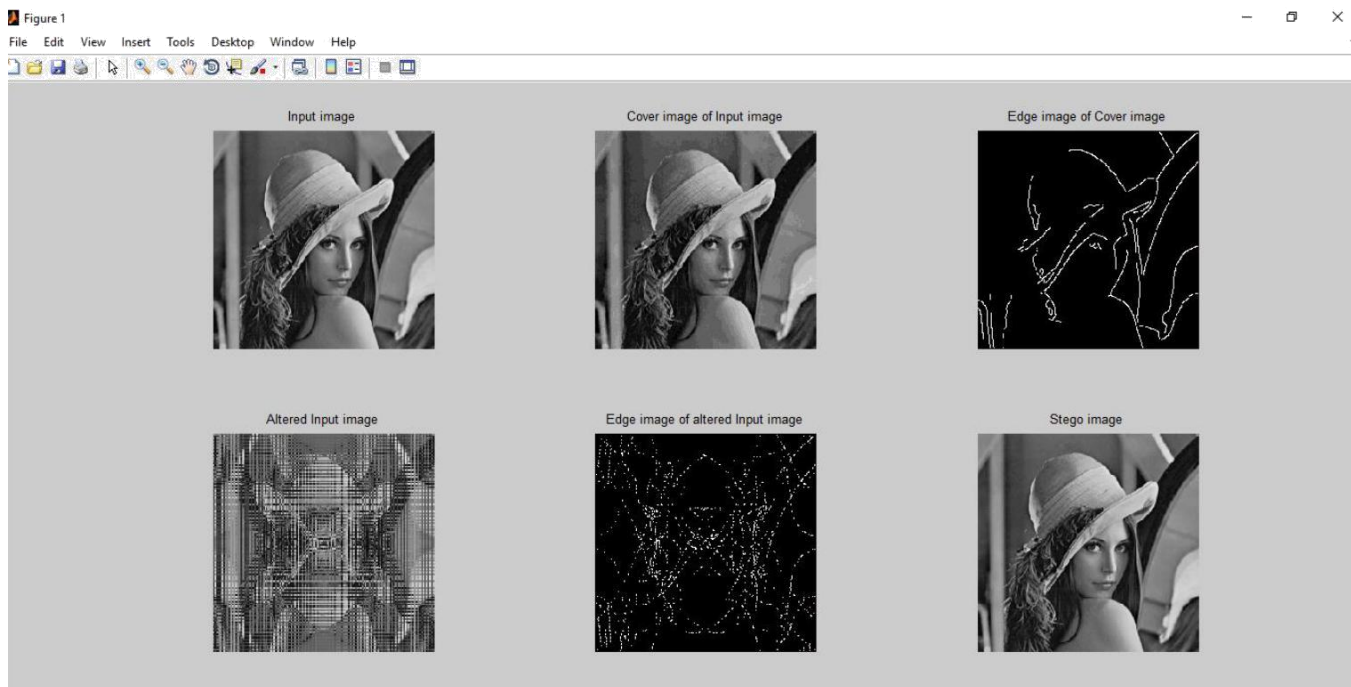 Figure 1
File Edit View Insert Tools Desktop Window Help
Input image
Cover image of Input image
Edge image of Cover image
Altered Input image
Edge image of altered Input image
Stego image